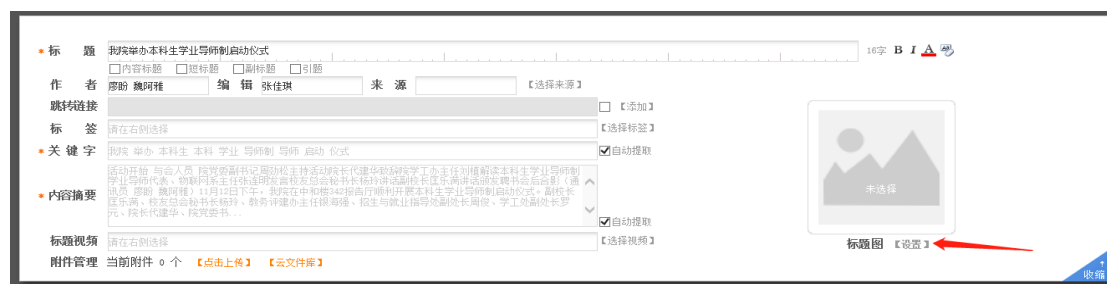 * 标 题 我院举办本科生学业导师制启动仪式 16字 B I A
内容标题 短标题 副标题 引题
作 者 廖盼 魏阿雅 编 辑 张佳琪 来 源 【选择来源】
跳转链接 【添加】
标 签 请在右侧选择 【选择标签】
* 关 键 字 我院 举办 本科生 本科 学业 导师制 导师 启动 仪式 自动提取
活动开始 与会人员 院党委副书记周劲松主持活动院长代建华致辞院学工办主任刘植解读本科生学业导师制
学业导师代表、物联网系主任张连明发言校友总会秘书长杨玲讲话副校长匡乐满讲话颁发聘书会后合影(通
* 内容摘要 讯员 廖盼 魏阿雅)11月12日下午,我院在中和楼342报告厅顺利开展本科生学业导师制启动仪式。副校长
匡乐满、校友总会秘书长杨玲、教务评建办主任银海强、招生与就业指导处副处长周俊、学工处副处长罗
元、院长代建华、院党委书...
自动提取
未选择
标题视频 请在右侧选择 【选择视频】
标题图 【设置】
附件管理 当前附件 0 个 【点击上传】 【云文件库】
收缩